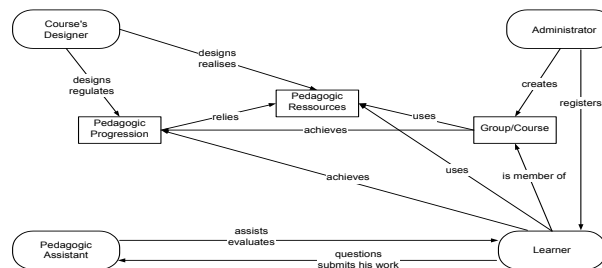 Course's
Designer
Administrator
designs
realises
designs
regulates
creates
registers
Pedagogic
Ressources
Pedagogic
Progression
relies
uses
achieves
Group/Course
achieves
uses
is member of
Pedagogic
Assistant
assists
evaluates
questions
submits his work
Learner